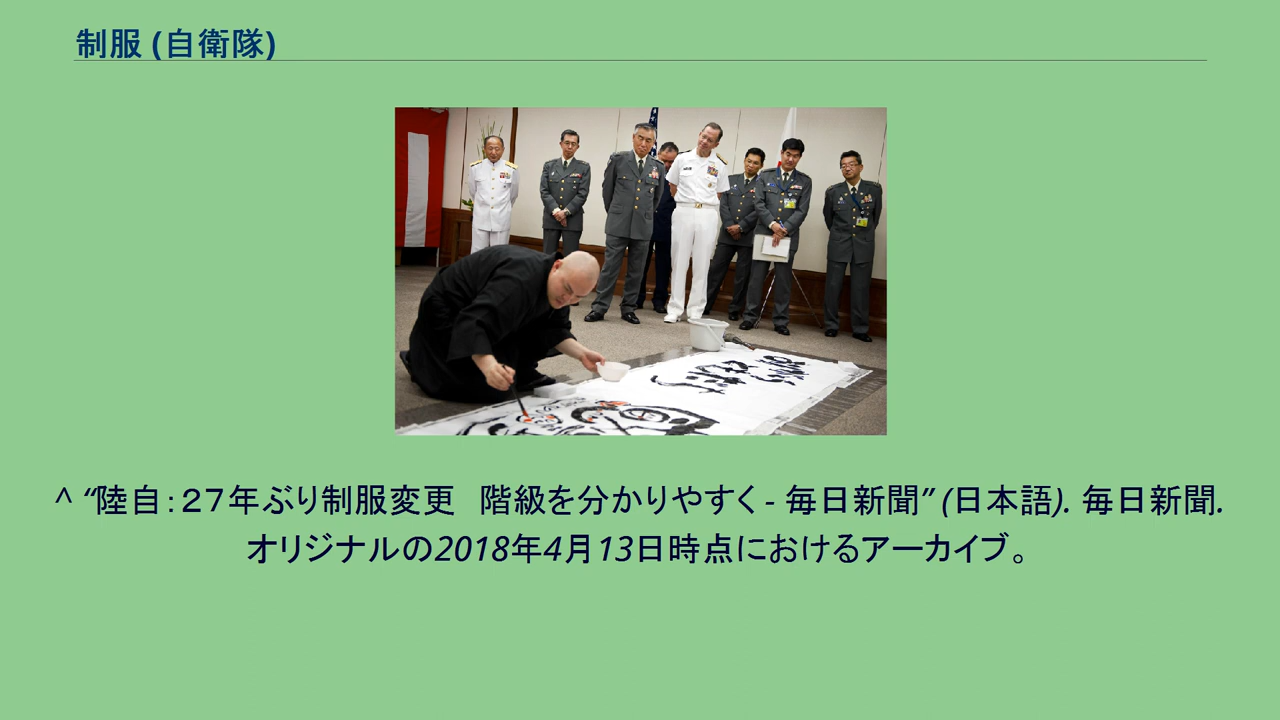 制服 (自衛隊)
^ “陸自：２７年ぶり制服変更　階級を分かりやすく - 毎日新聞” (日本語). 毎日新聞.
オリジナルの2018年4月13日時点におけるアーカイブ。